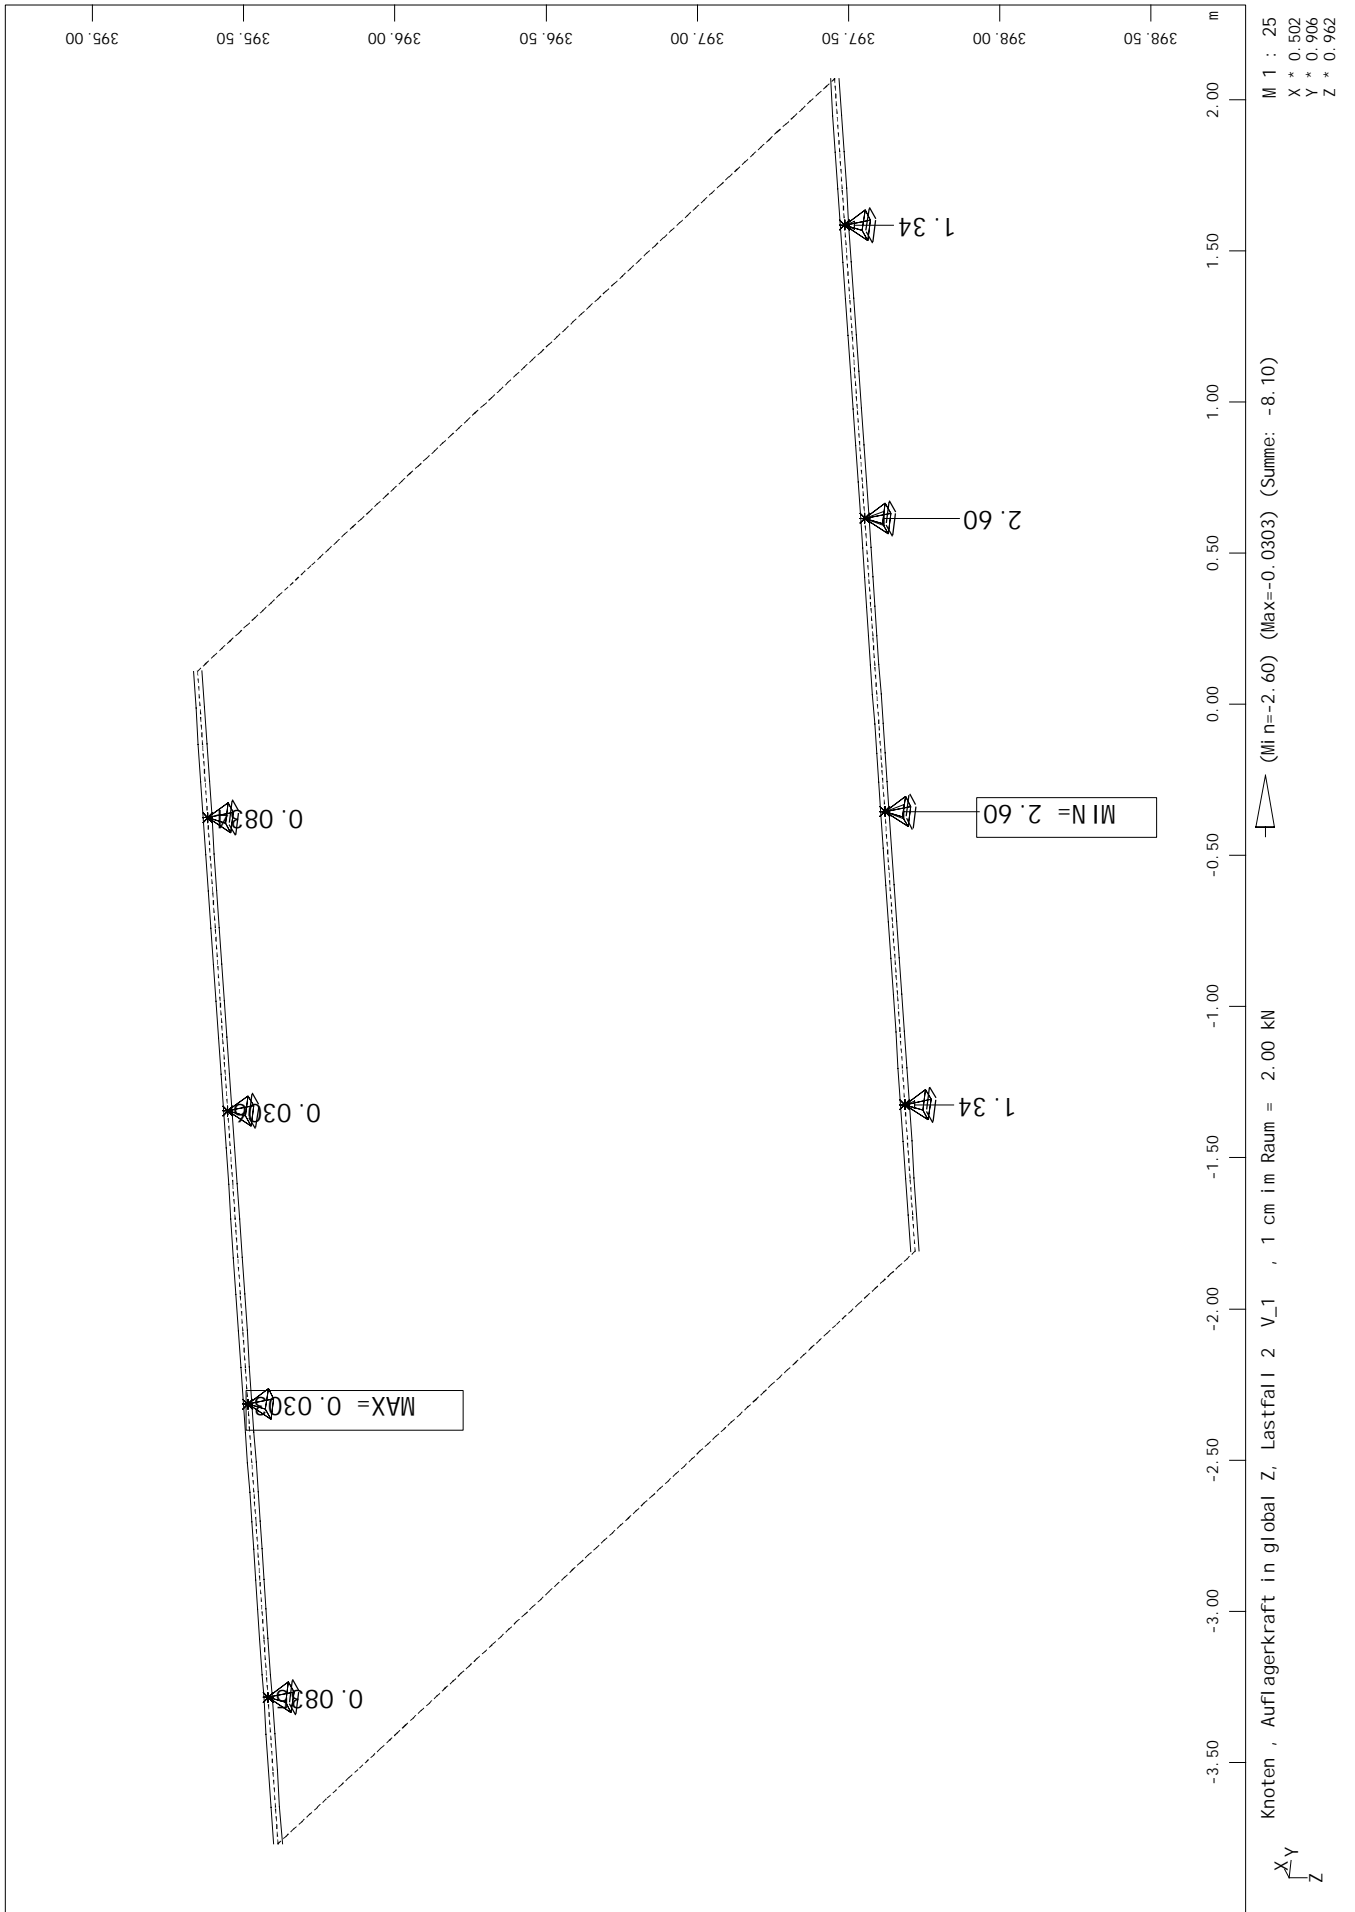 M 1 : 25
X * 0.502
Y * 0.906
Z * 0.962
m
395.00
395.50
396.00
396.50
397.00
397.50
398.00
398.50
2.00
1.50
1.00
0.50
0.00
-0.50
-1.00
-1.50
-2.00
-2.50
-3.00
-3.50
1.34
2.60
MIN= 2.60
1.34
0.083
0.030
MAX= 0.0303
0.083
Knoten , Auflagerkraft in global Z, Lastfall 2 V_1 , 1 cm im Raum = 2.00 kN (Min=-2.60) (Max=-0.0303) (Summe: -8.10)
X
Y
Z